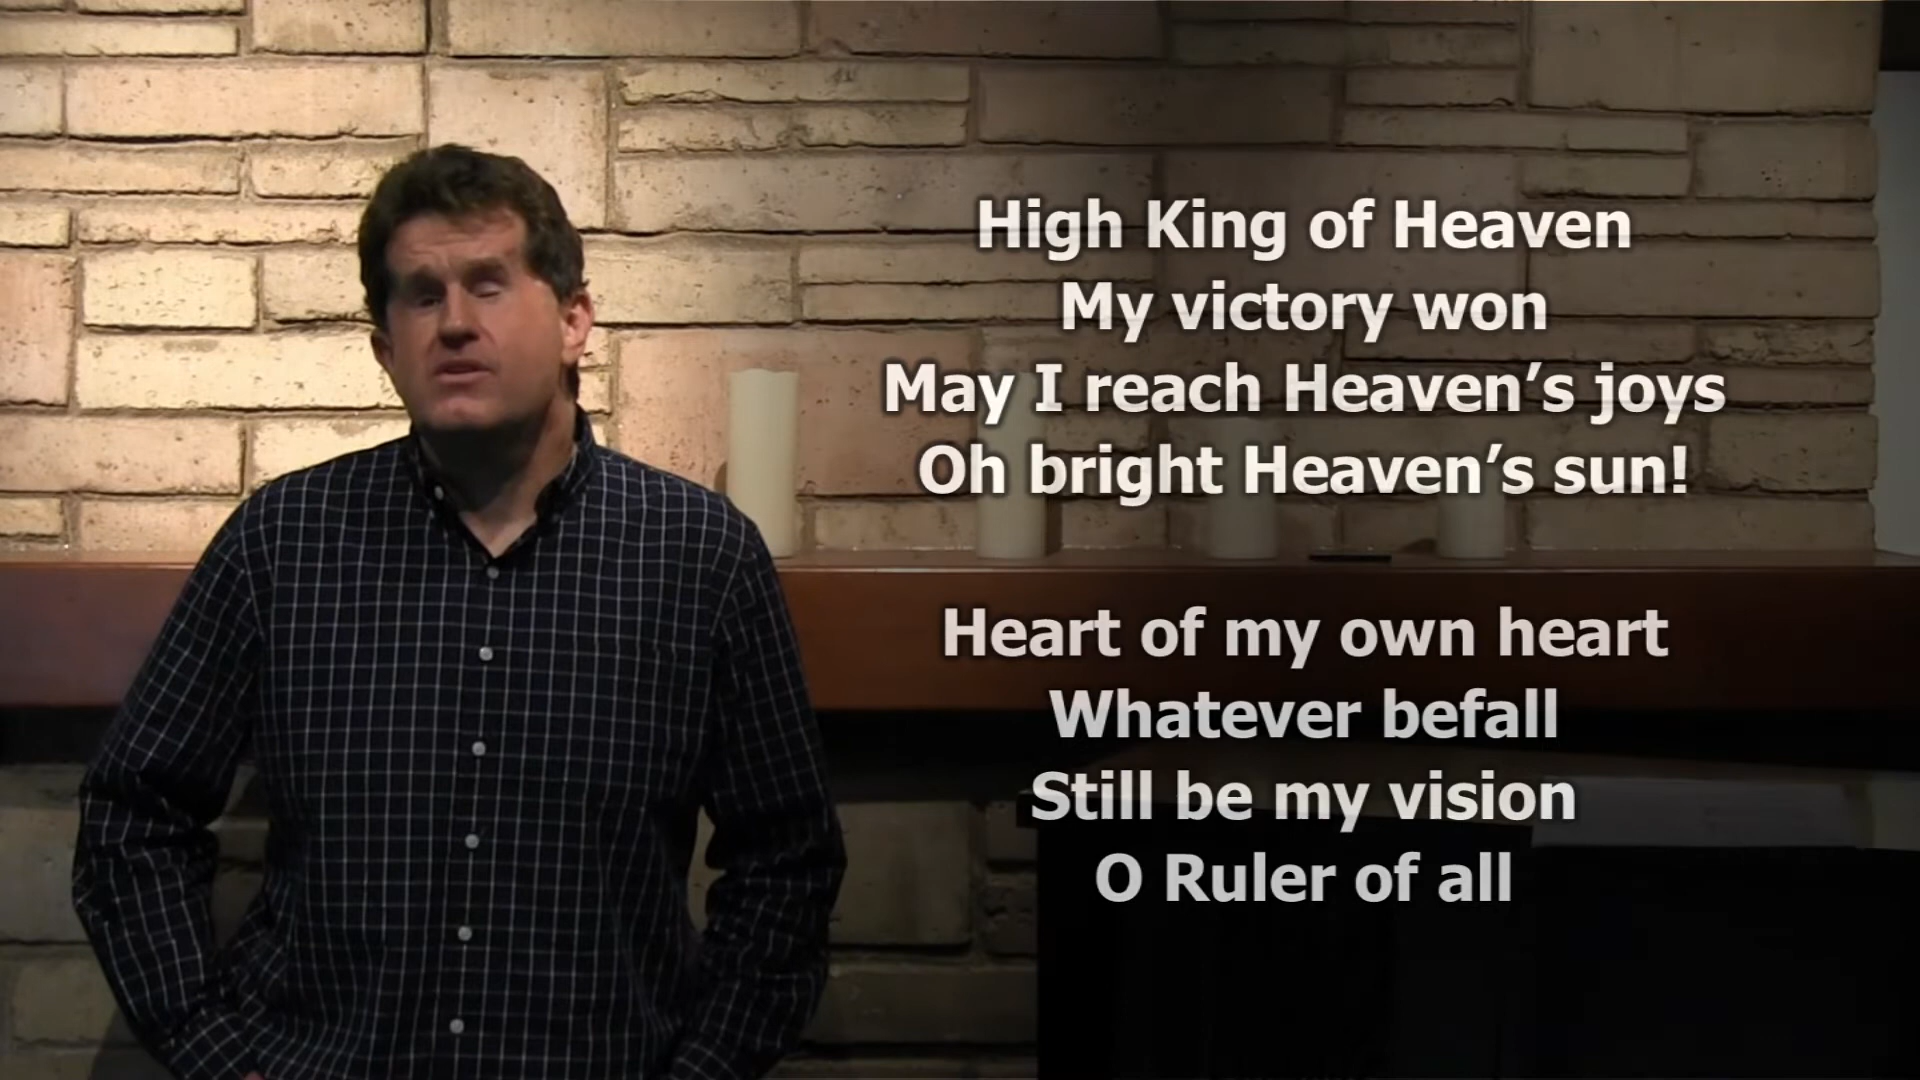 High King of Heaven
My victory won
May I reach Heaven’s joys
Oh bright Heaven’s sun!
Heart of my own heart
Whatever befall
Still be my vision
O Ruler of all